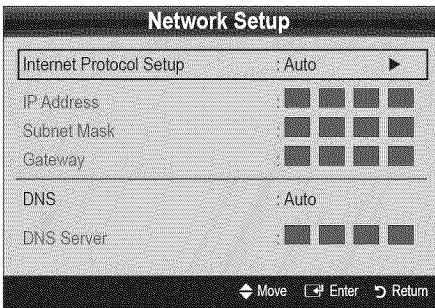 Network Setup
Internet Protocol Setup : Auto ►
IP Address :
Subnet Mask :
Gateway :
DNS : Auto
DNS Server :
Move Enter Return